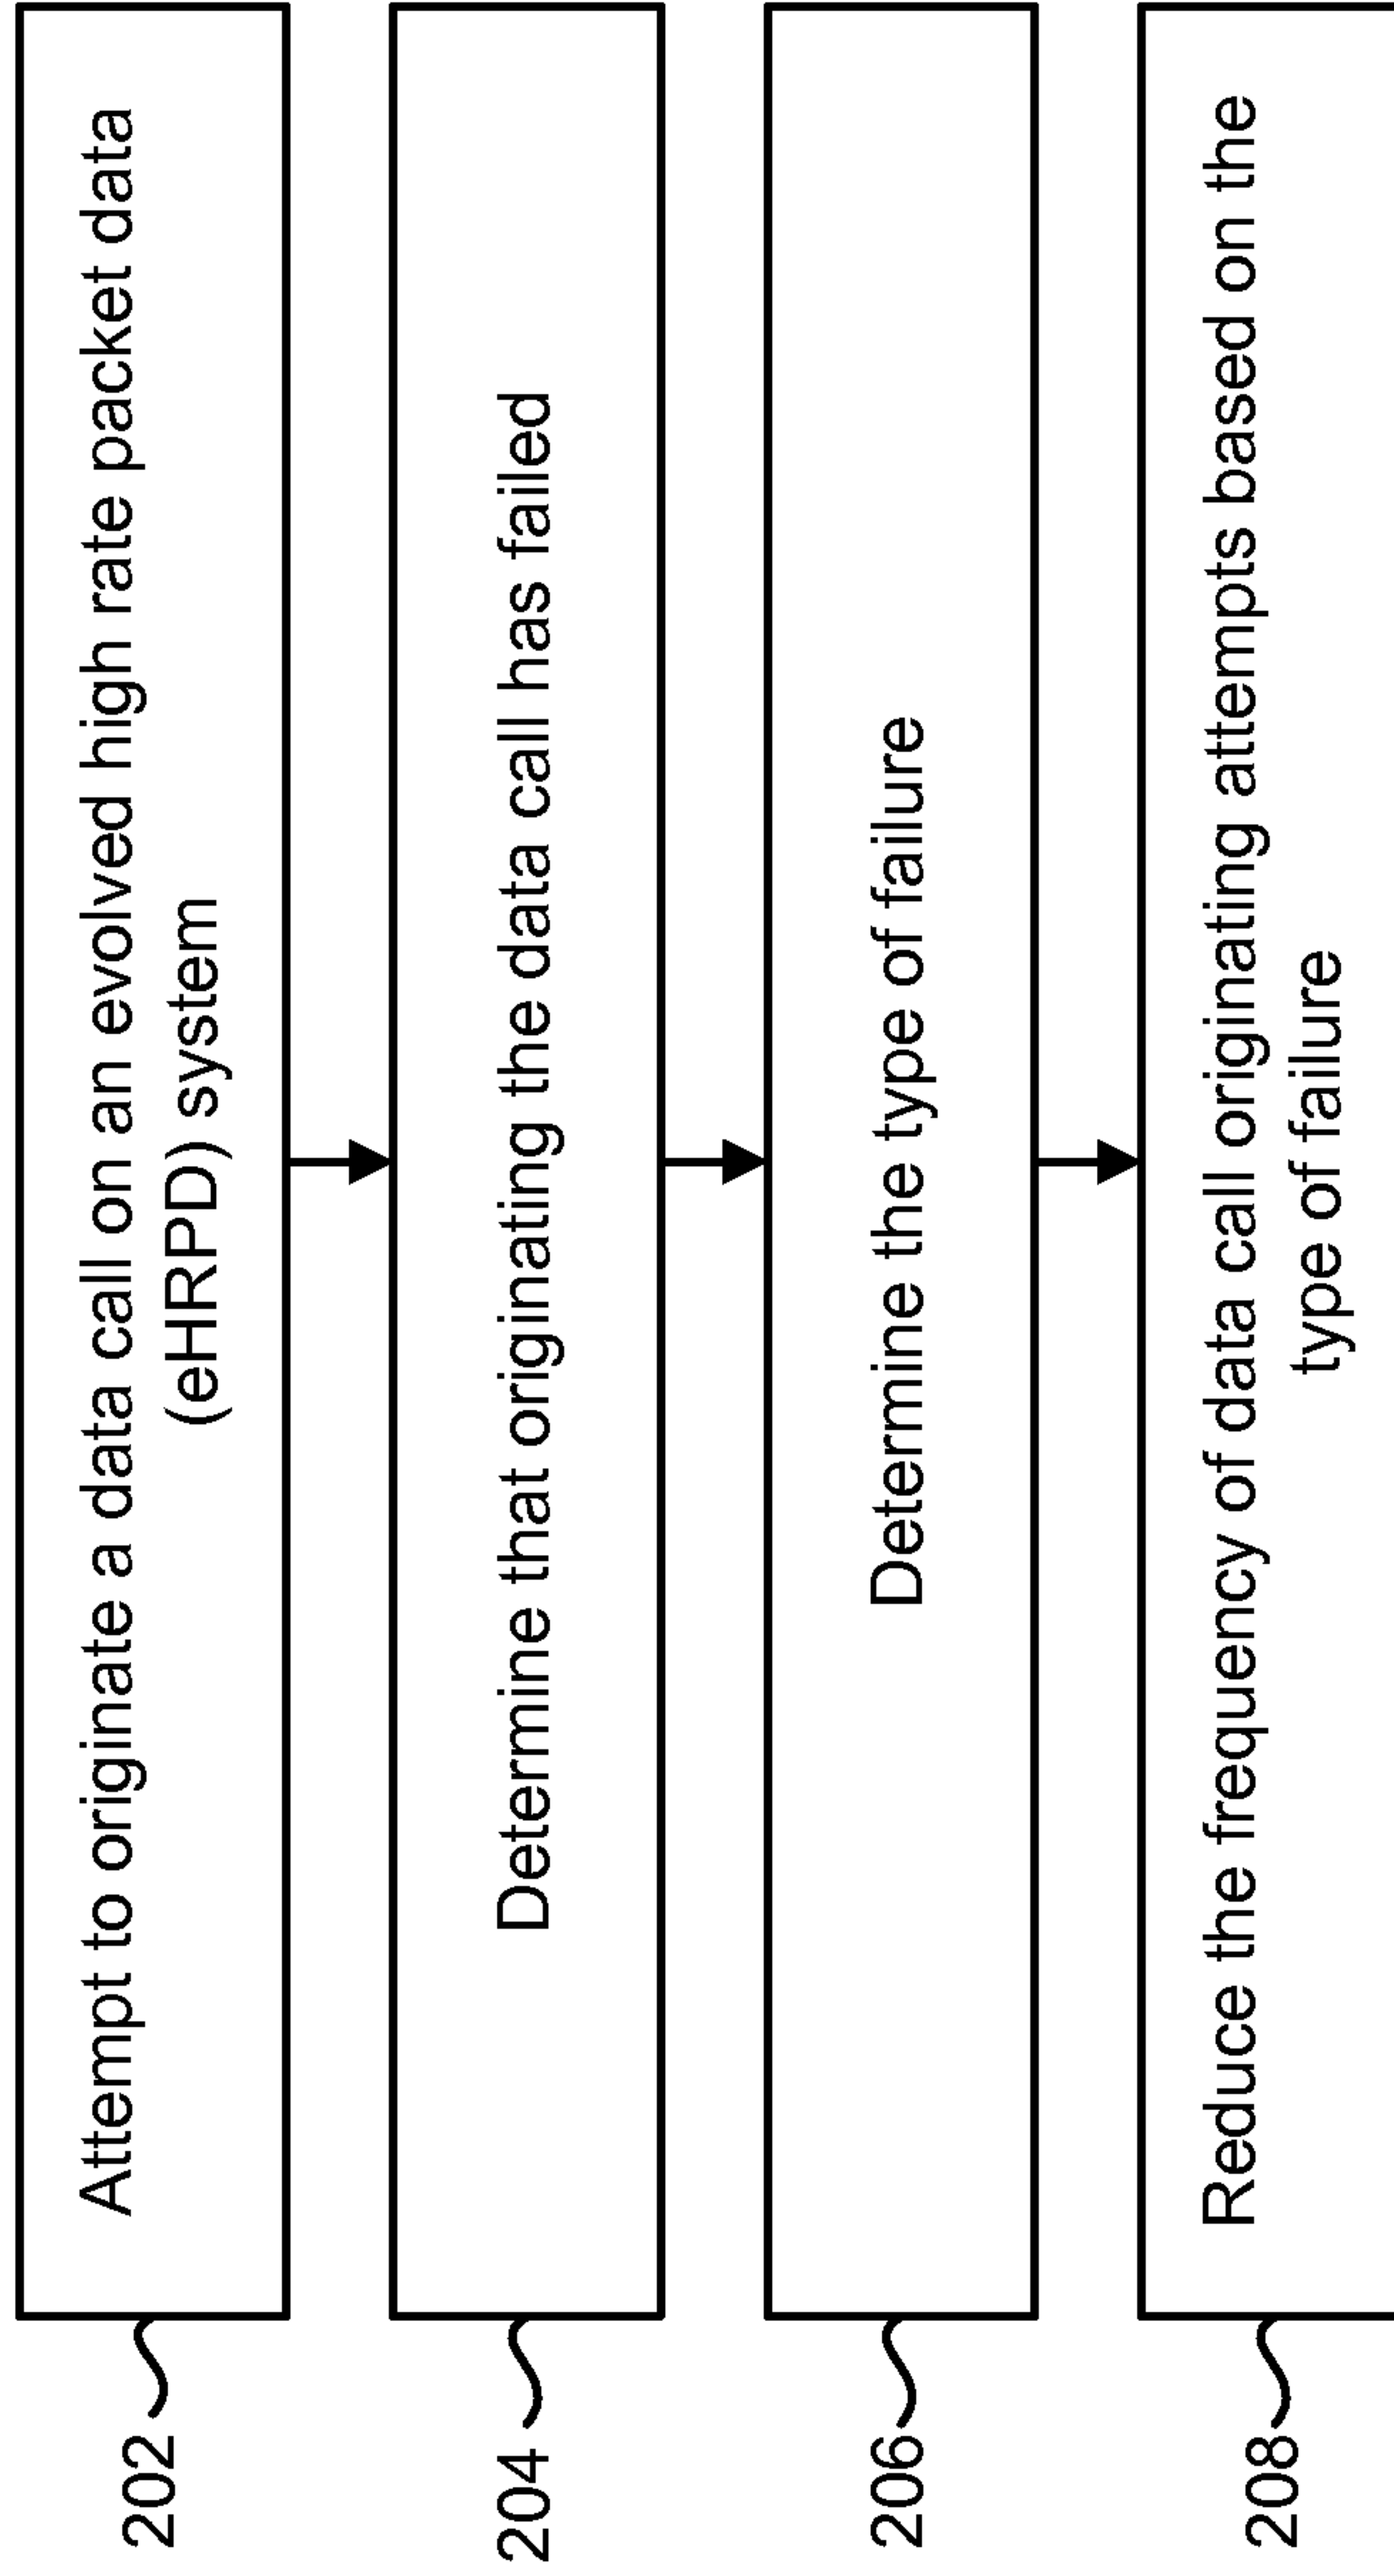 202
Attempt to originate a data call on an evolved high rate packet data
(eHRPD) system
204
Determine that originating the data call has failed
206
Determine the type of failure
208
Reduce the frequency of data call originating attempts based on the
type of failure